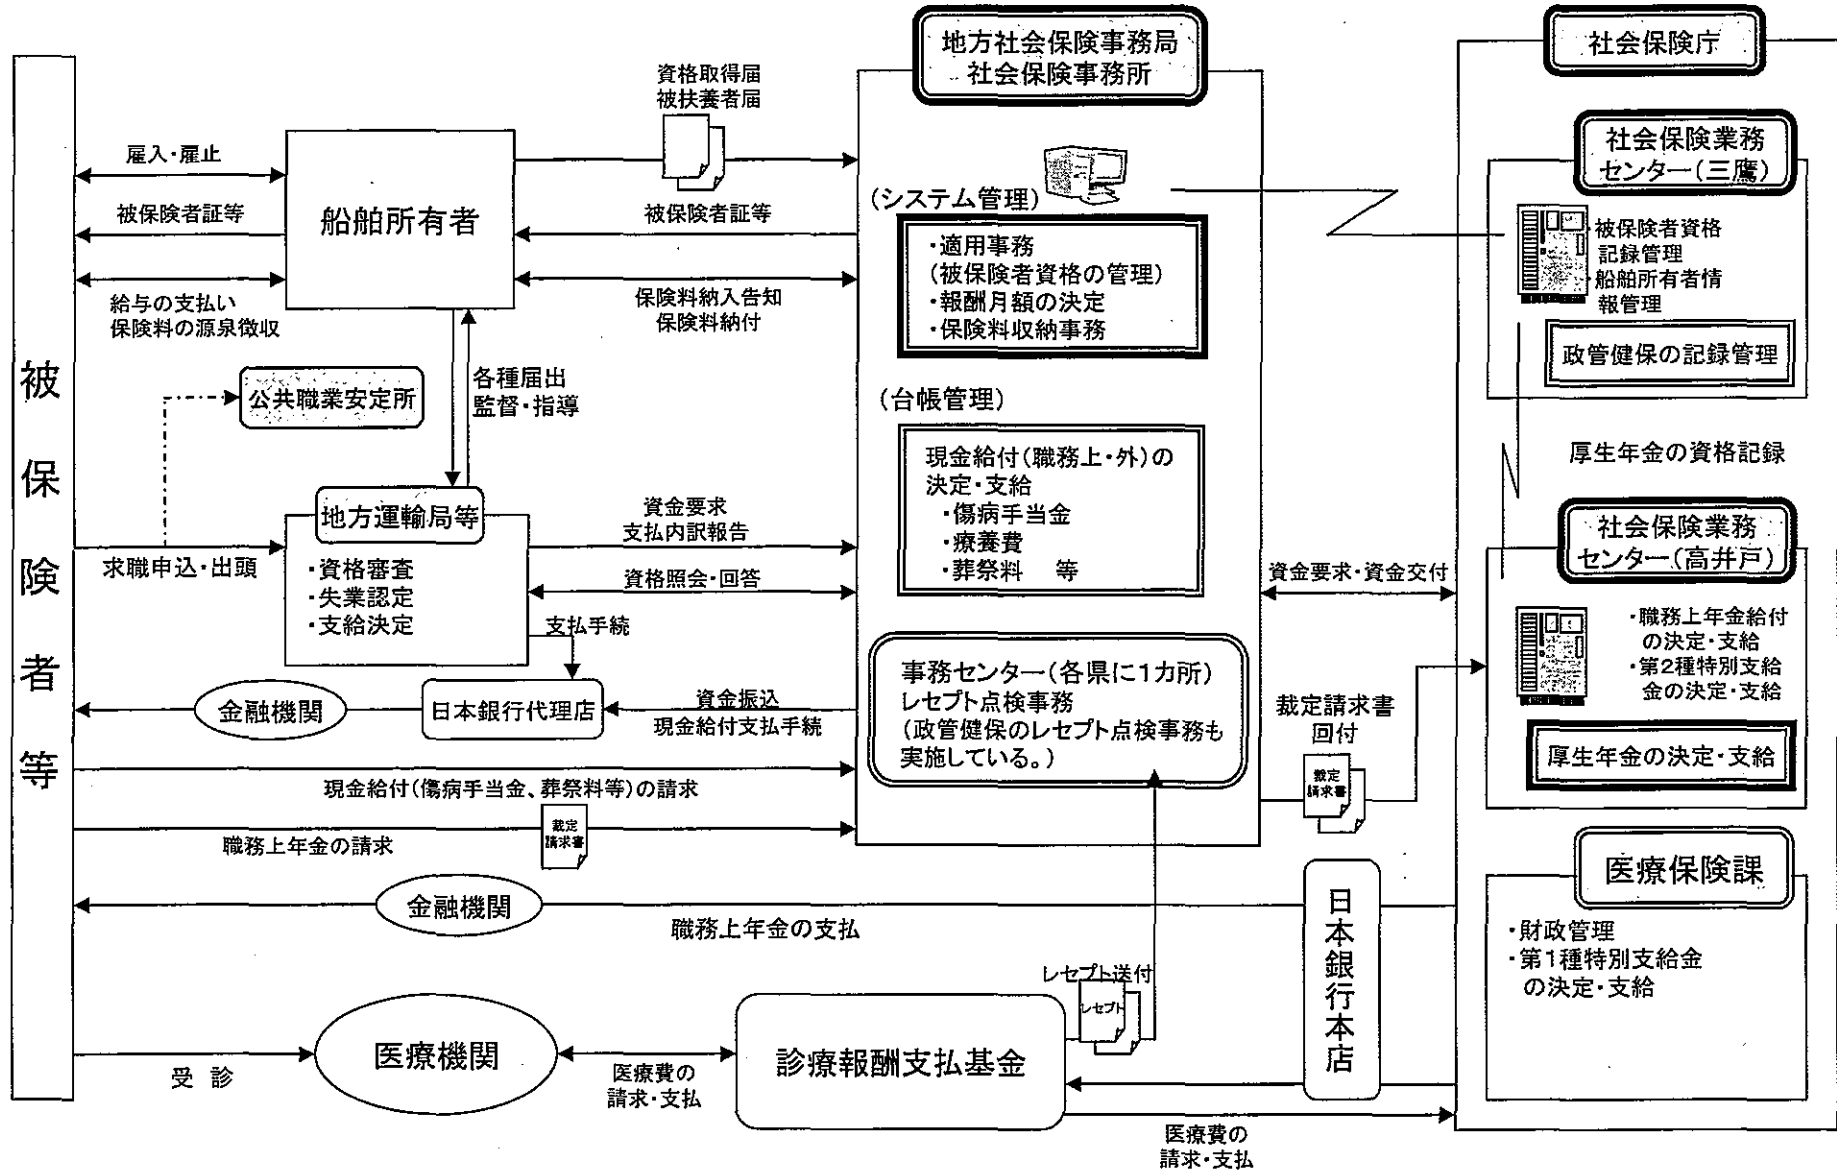 被保険者等
雇入・雇止
被保険者証等
給与の支払い
保険料の源泉徴収
船舶所有者
資格取得届
被扶養者届
被保険者証等
保険料納入告知
保険料納付
公共職業安定所
各種届出
監督・指導
求職申込・出頭
地方運輸局等
・資格審査
・失業認定
・支給決定
資金要求
支払内訳報告
資格照会・回答
支払手続
金融機関
日本銀行代理店
資金振込
現金給付支払手続
現金給付(傷病手当金、葬祭料等)の請求
職務上年金の請求
裁定
請求書
金融機関
職務上年金の支払
受 診
医療機関
医療費の
請求・支払
診療報酬支払基金
レセプト送付
レセプト
地方社会保険事務局
社会保険事務所
(システム管理)
・適用事務
(被保険者資格の管理)
・報酬月額の決定
・保険料収納事務
(台帳管理)
現金給付(職務上・外)の
決定・支給
・傷病手当金
・療養費
・葬祭料 等
事務センター(各県に1カ所)
レセプト点検事務
(政管健保のレセプト点検事務も
実施している。)
資金要求・資金交付
裁定請求書
回付
裁定
請求書
日本銀行本店
医療費の
請求・支払
社会保険庁
社会保険業務
センター(三鷹)
・被保険者資格
記録管理
・船舶所有者情
報管理
政管健保の記録管理
厚生年金の資格記録
社会保険業務
センター(高井戸)
・職務上年金給付
の決定・支給
・第2種特別支給
金の決定・支給
厚生年金の決定・支給
医療保険課
・財政管理
・第1種特別支給金
の決定・支給